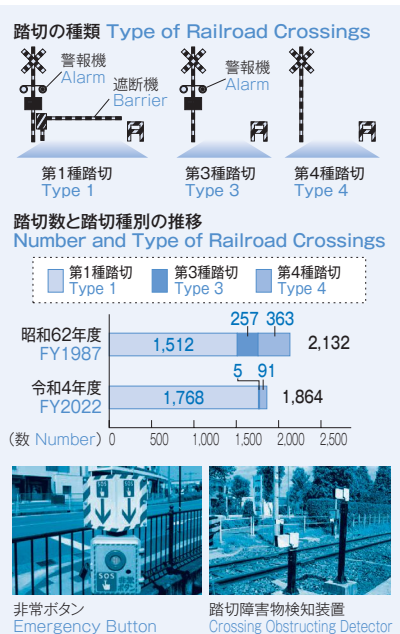 踏切の種類 Type of Railroad Crossings
警報機
Alarm
遮断機
Barrier
警報機
Alarm
第1種踏切
Type 1
第3種踏切
Type 3
第4種踏切
Type 4
踏切数と踏切種別の推移
Number and Type of Railroad Crossings
第1種踏切
Type 1
第3種踏切
Type 3
第4種踏切
Type 4
257 363
昭和62年度
FY1987
1,512
2,132
5 91
令和4年度
FY2022
1,768
1,864
(数 Number) 0 500 1,000 1,500 2,000 2,500
SOS
SOS
SOS
非常ボタン
Emergency Button
踏切障害物検知装置
Crossing Obstructing Detector